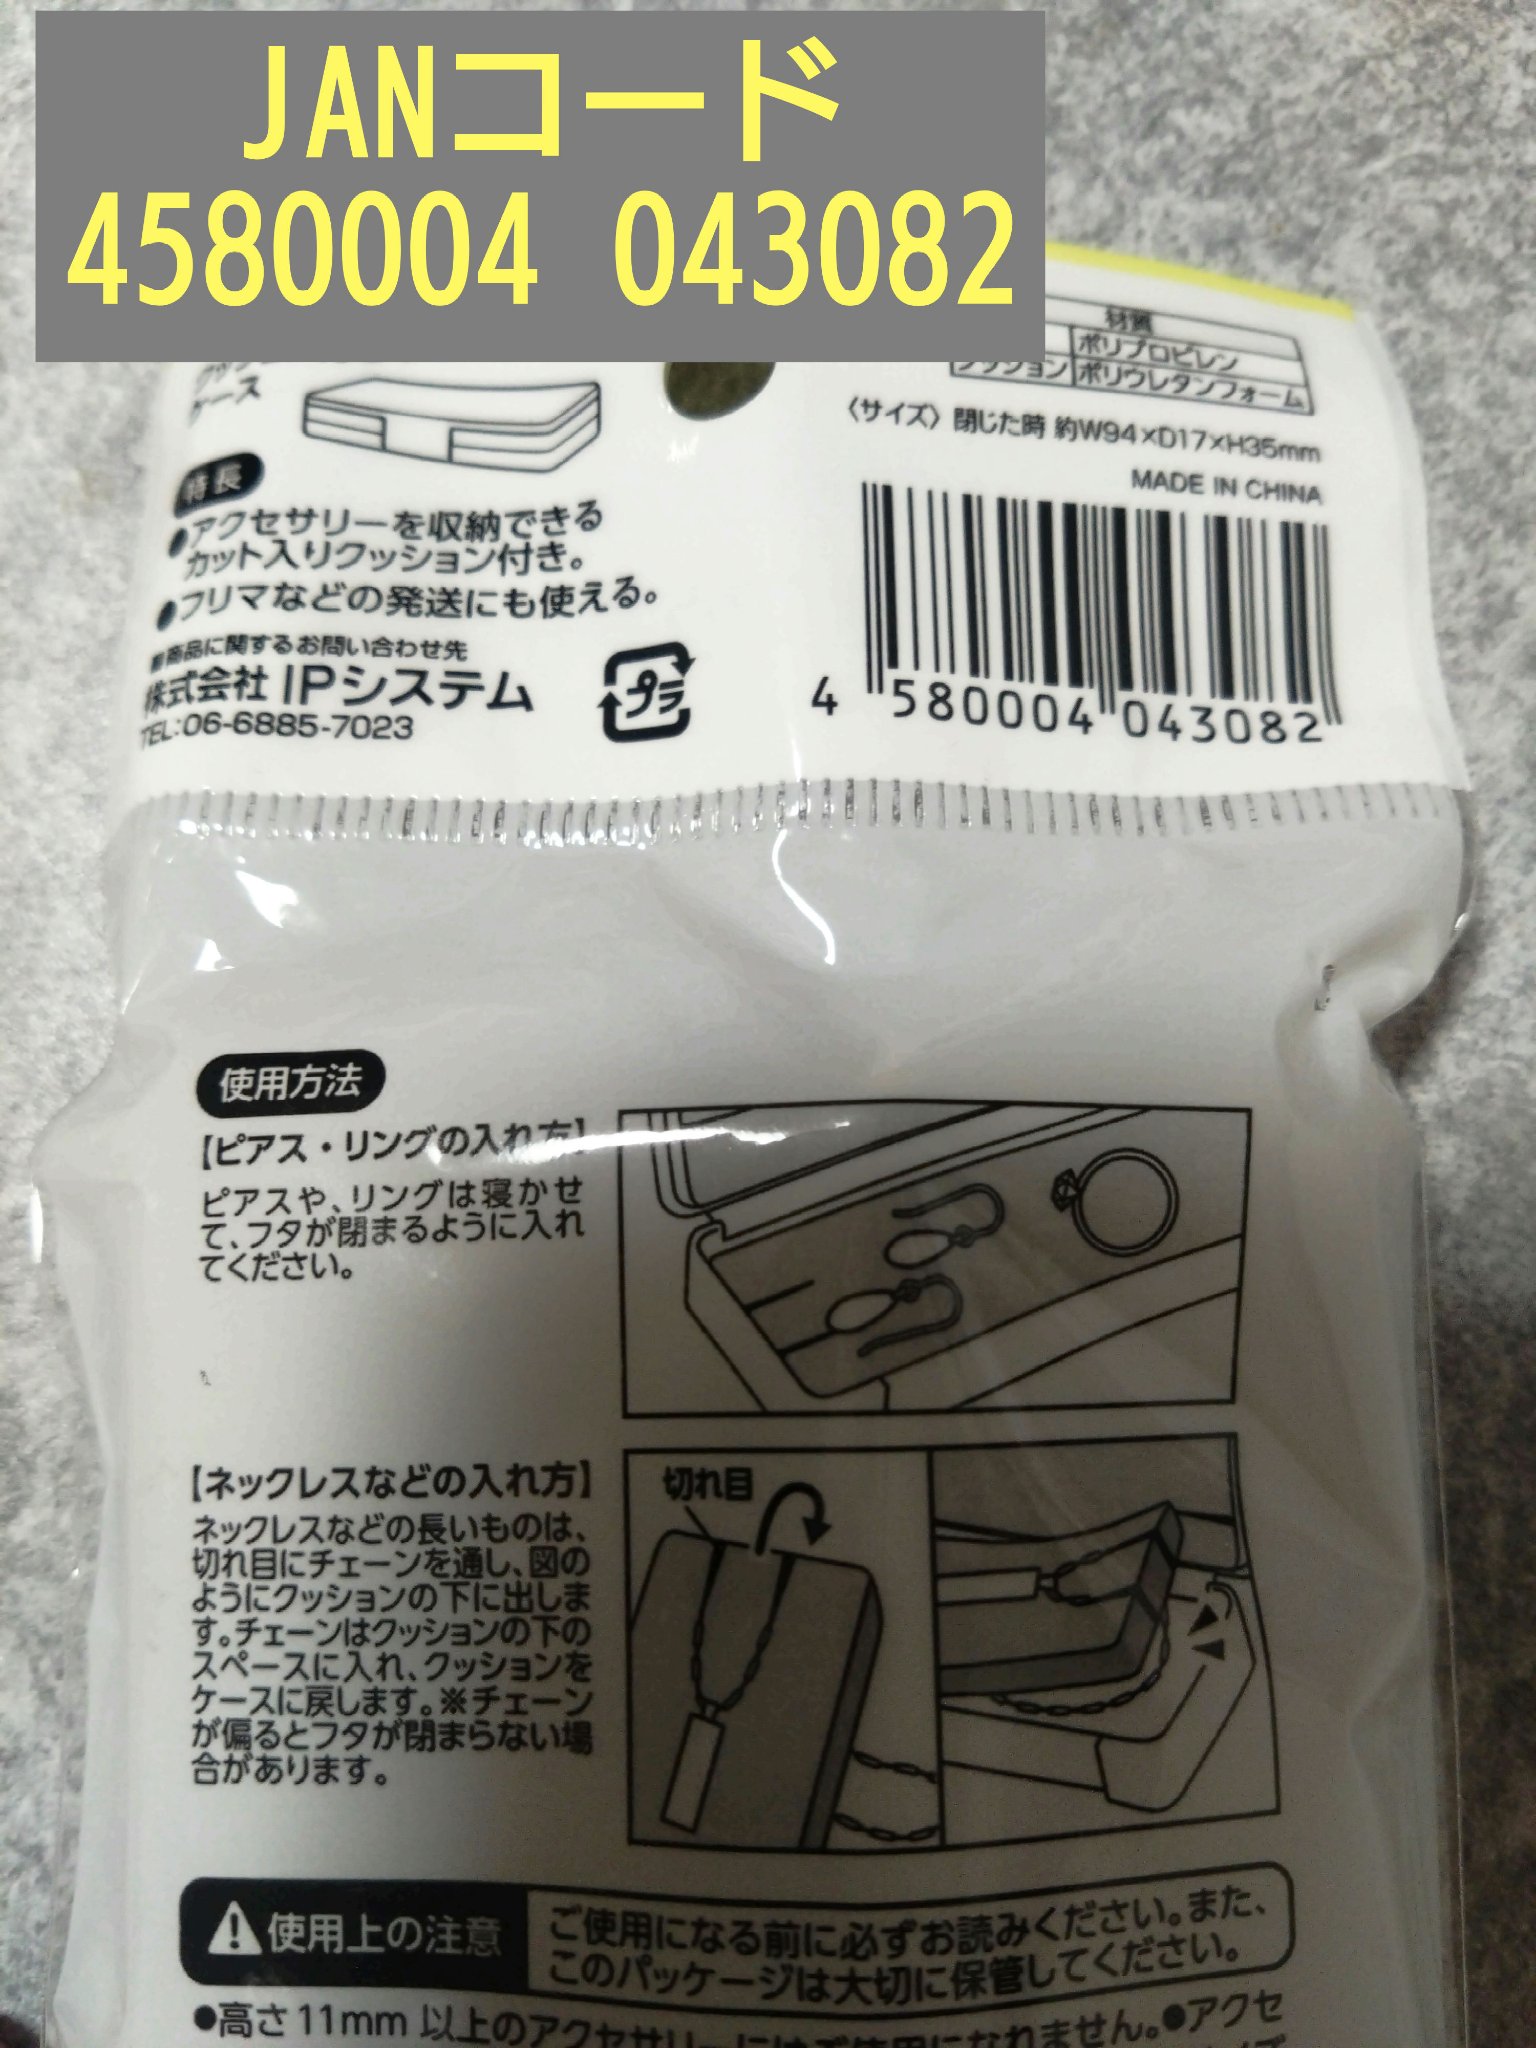 JANコード
4580004 043082
ケース
材質
ポリプロピレン
クッション ポリウレタンフォーム
〈サイズ〉閉じた時 約W94×D17×H35mm
MADE IN CHINA
特長
●アクセサリーを収納できる
カット入りクッション付き。
●フリマなどの発送にも使える。
商品に関するお問い合わせ先
株式会社 IPシステム
TEL:06-6885-7023
プラ
4 580004 043082
使用方法
【ピアス・リングの入れ方】
ピアスや、リングは寝かせ
て、フタが閉まるように入れ
てください。
【ネックレスなどの入れ方】
ネックレスなどの長いものは、
切れ目にチェーンを通し、図の
ようにクッションの下に出しま
す。チェーンはクッションの下の
スペースに入れ、クッションを
ケースに戻します。※チェーン
が偏るとフタが閉まらない場
合があります。
切れ目
使用上の注意
ご使用になる前に必ずお読みください。また、
このパッケージは大切に保管してください。
●高さ11mm 以上のアクセサリーにはご使用になれません。●アクセ